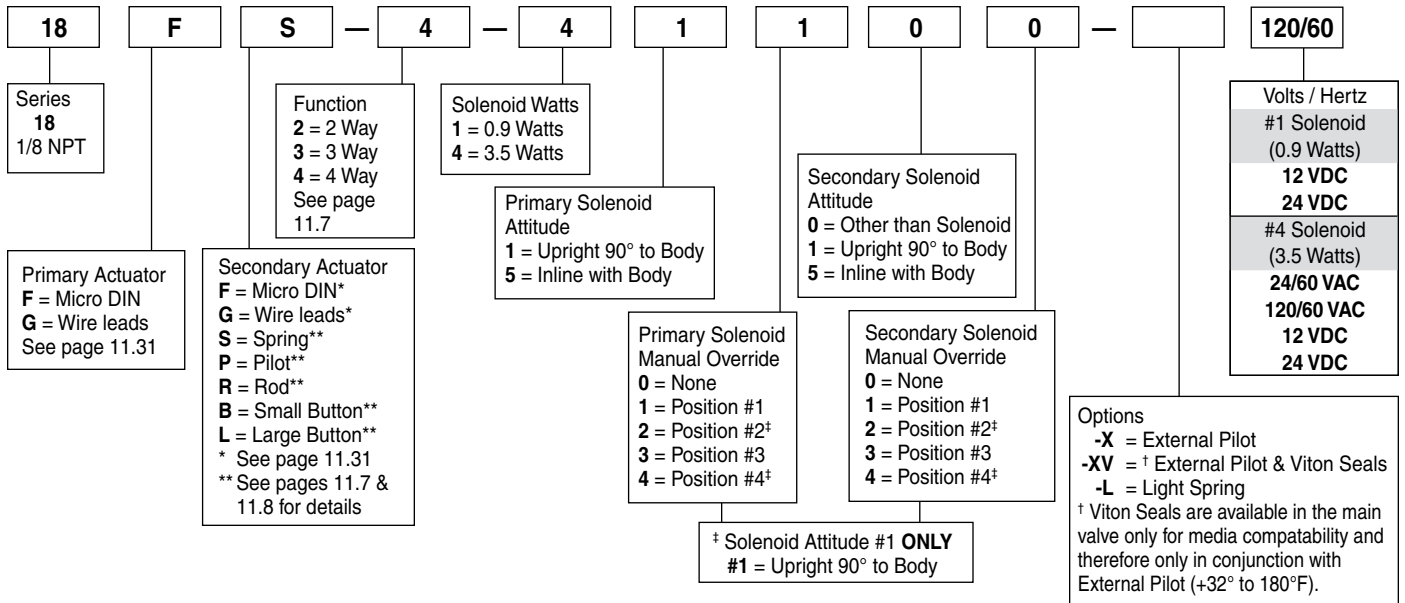 18 F S — 4 — 4 1 1 0 0 — 120/60
Series
18
1/8 NPT
Primary Actuator
F = Micro DIN
G = Wire leads
See page 11.31
Secondary Actuator
F = Micro DIN*
G = Wire leads*
S = Spring**
P = Pilot**
R = Rod**
B = Small Button**
L = Large Button**
* See page 11.31
** See pages 11.7 &
11.8 for details
Function
2 = 2 Way
3 = 3 Way
4 = 4 Way
See page
11.7
Solenoid Watts
1 = 0.9 Watts
4 = 3.5 Watts
Primary Solenoid
Attitude
1 = Upright 90° to Body
5 = Inline with Body
Primary Solenoid
Manual Override
0 = None
1 = Position #1
2 = Position #2‡
3 = Position #3
4 = Position #4‡
Secondary Solenoid
Attitude
0 = Other than Solenoid
1 = Upright 90° to Body
5 = Inline with Body
Secondary Solenoid
Manual Override
0 = None
1 = Position #1
2 = Position #2‡
3 = Position #3
4 = Position #4‡
‡ Solenoid Attitude #1 ONLY
#1 = Upright 90° to Body
Options
-X = External Pilot
-XV = † External Pilot & Viton Seals
-L = Light Spring
† Viton Seals are available in the main
valve only for media compatability and
therefore only in conjunction with
External Pilot (+32° to 180°F).
Volts / Hertz
#1 Solenoid
(0.9 Watts)
12 VDC
24 VDC
#4 Solenoid
(3.5 Watts)
24/60 VAC
120/60 VAC
12 VDC
24 VDC